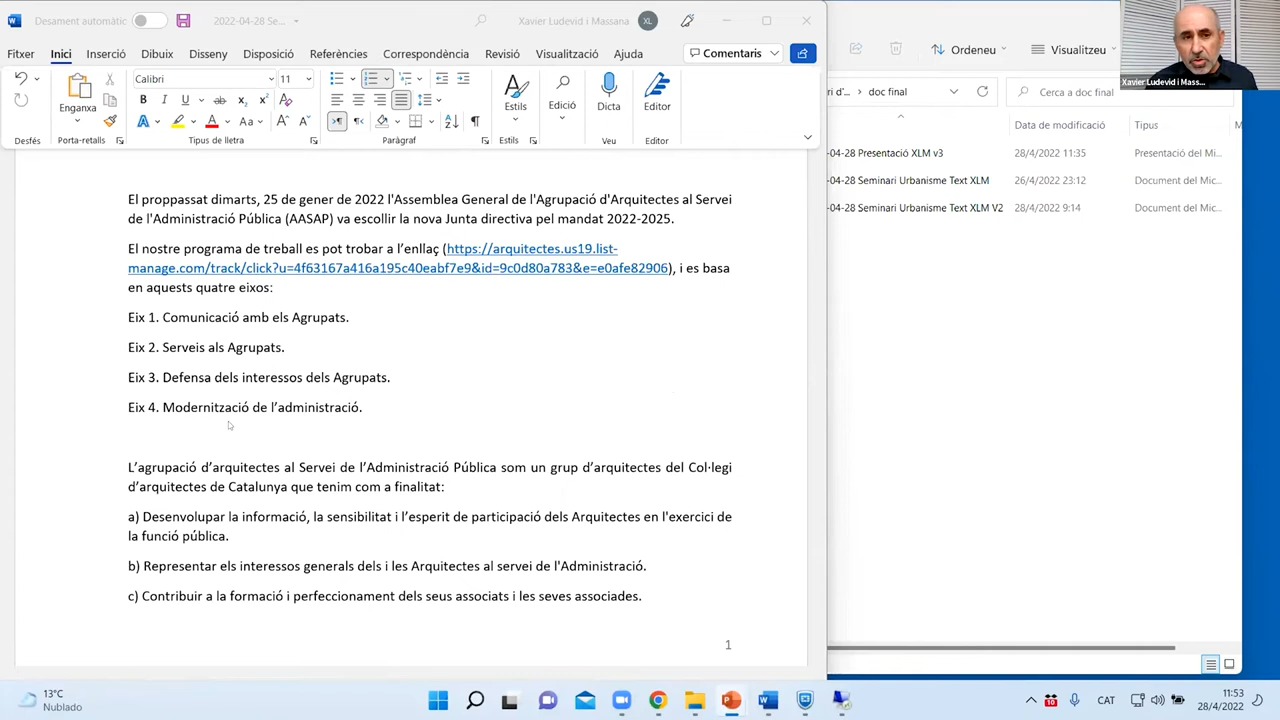 Desament automàtic
2022-04-28 Se...
Xavier Ludevid i Massana
XL
Fitxer Inici Inserció Dibuix Disseny Disposició Referències Correspondència Revisió Visualització Ajuda
Comentaris
Enganxa
Calibri 11
Estils
Edició
Dicta
Editor
Desfés Porta-retalls Tipus de lletra Paràgraf Estils Veu Editor
El proppassat dimarts, 25 de gener de 2022 l'Assemblea General de l'Agrupació d'Arquitectes al Servei
de l'Administració Pública (AASAP) va escollir la nova Junta directiva pel mandat 2022-2025.
El nostre programa de treball es pot trobar a l’enllaç (https://arquitectes.us19.list-
manage.com/track/click?u=4f63167a416a195c40eabf7e9&id=9c0d80a783&e=e0afe82906), i es basa
en aquests quatre eixos:
Eix 1. Comunicació amb els Agrupats.
Eix 2. Serveis als Agrupats.
Eix 3. Defensa dels interessos dels Agrupats.
Eix 4. Modernització de l’administració.
L’agrupació d’arquitectes al Servei de l’Administració Pública som un grup d’arquitectes del Col·legi
d’arquitectes de Catalunya que tenim com a finalitat:
a) Desenvolupar la informació, la sensibilitat i l’esperit de participació dels Arquitectes en l'exercici de
la funció pública.
b) Representar els interessos generals dels i les Arquitectes al servei de l'Administració.
c) Contribuir a la formació i perfeccionament dels seus associats i les seves associades.
1
Ordeneu
Visualitzeu
Xavier Ludevid i Mass...
ri d'... doc final
Cerca a doc final
Data de modificació Tipus M
-04-28 Presentació XLM v3 28/4/2022 11:35 Presentació del Mi...
-04-28 Seminari Urbanisme Text XLM 26/4/2022 23:12 Document del Mic...
-04-28 Seminari Urbanisme Text XLM V2 28/4/2022 9:14 Document del Mic...
13°C
Nublado
10
CAT
11:53
28/4/2022